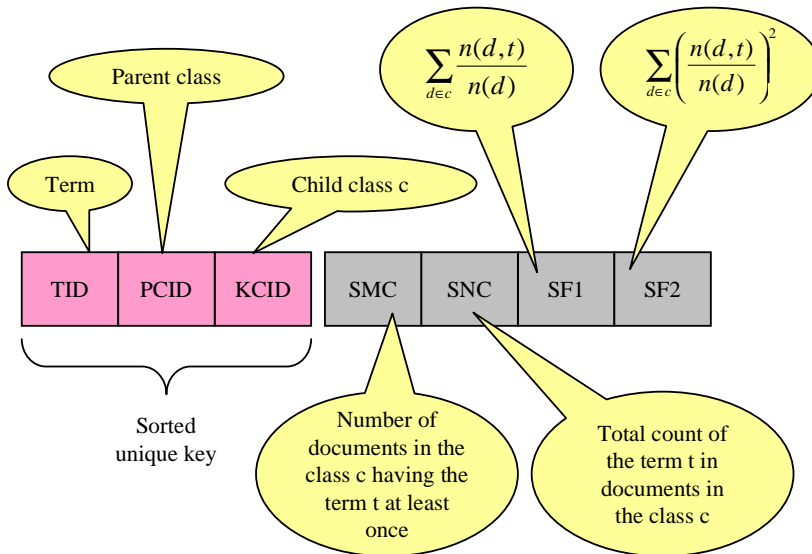 Parent class
∑_{d∈c} n(d,t)/n(d)
∑_{d∈c} (n(d,t)/n(d))²
Term
Child class c
TID PCID KCID SMC SNC SF1 SF2
Sorted
unique key
Number of
documents in the
class c having the
term t at least
once
Total count of
the term t in
documents in
the class c